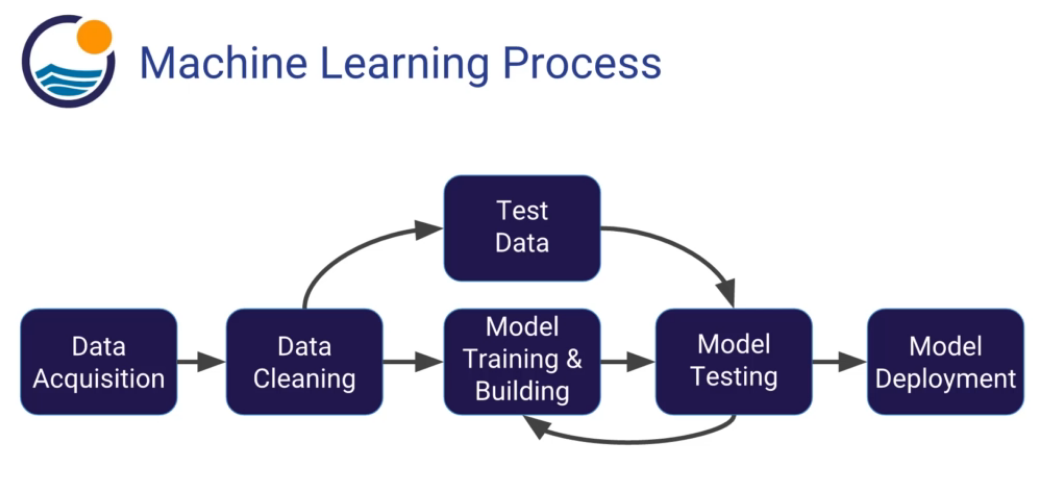 Machine Learning Process
Test
Data
Data
Acquisition
Data
Cleaning
Model
Training &
Building
Model
Testing
Model
Deployment